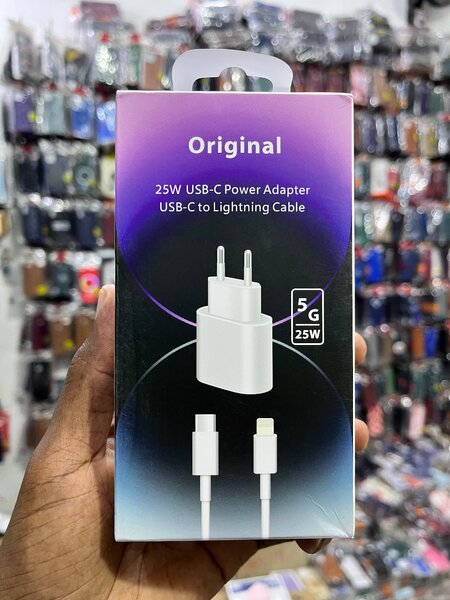 Original
25W USB-C Power Adapter
USB-C to Lightning Cable
5G
25W